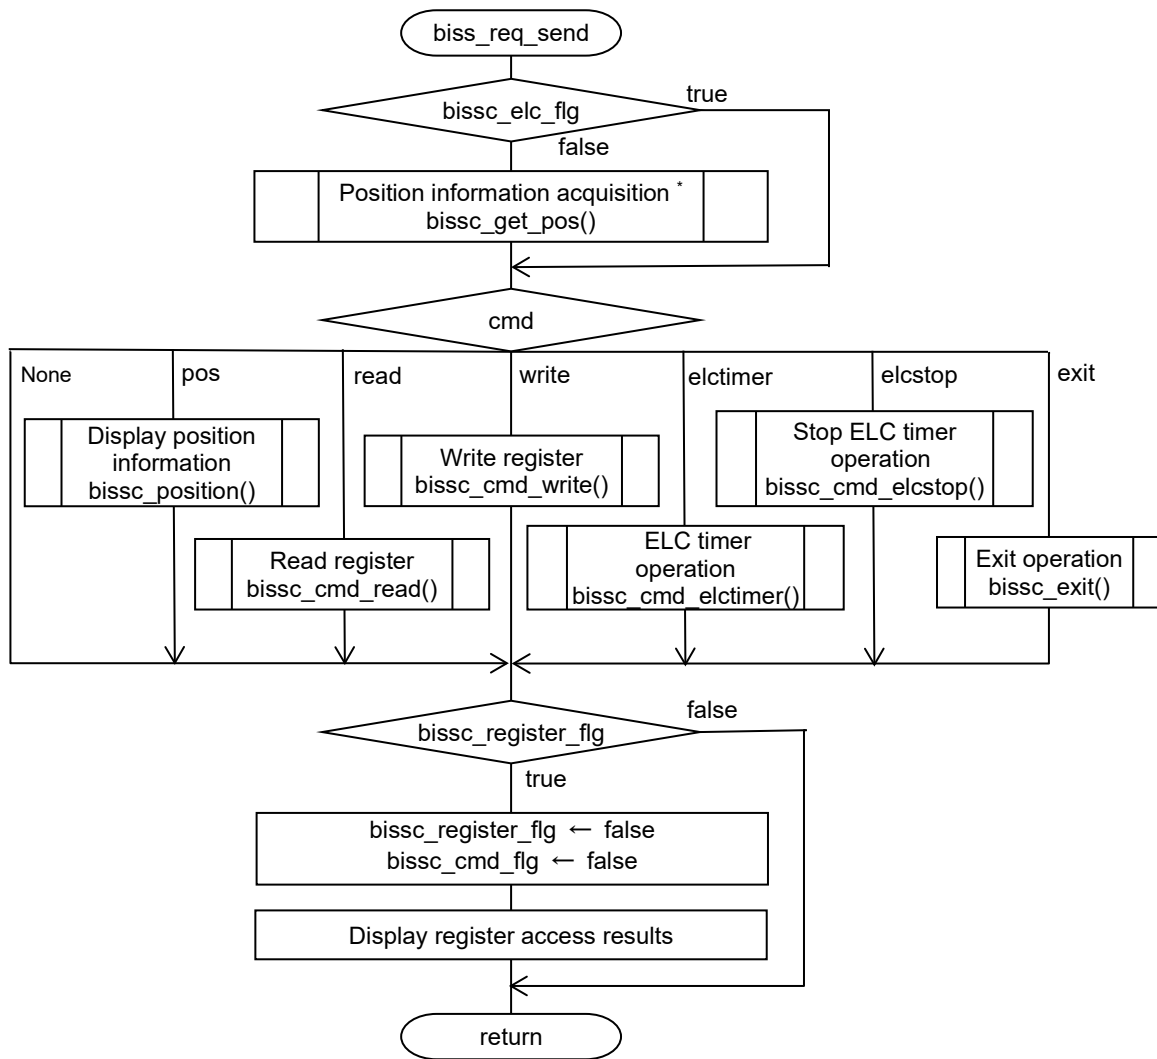 biss_req_send
bissc_elc_flg
true
false
Position information acquisition *
bissc_get_pos()
cmd
None
pos
read
write
elctimer
elcstop
exit
Display position
information
bissc_position()
Read register
bissc_cmd_read()
Write register
bissc_cmd_write()
ELC timer
operation
bissc_cmd_elctimer()
Stop ELC timer
operation
bissc_cmd_elcstop()
Exit operation
bissc_exit()
bissc_register_flg
false
true
bissc_register_flg ← false
bissc_cmd_flg ← false
Display register access results
return